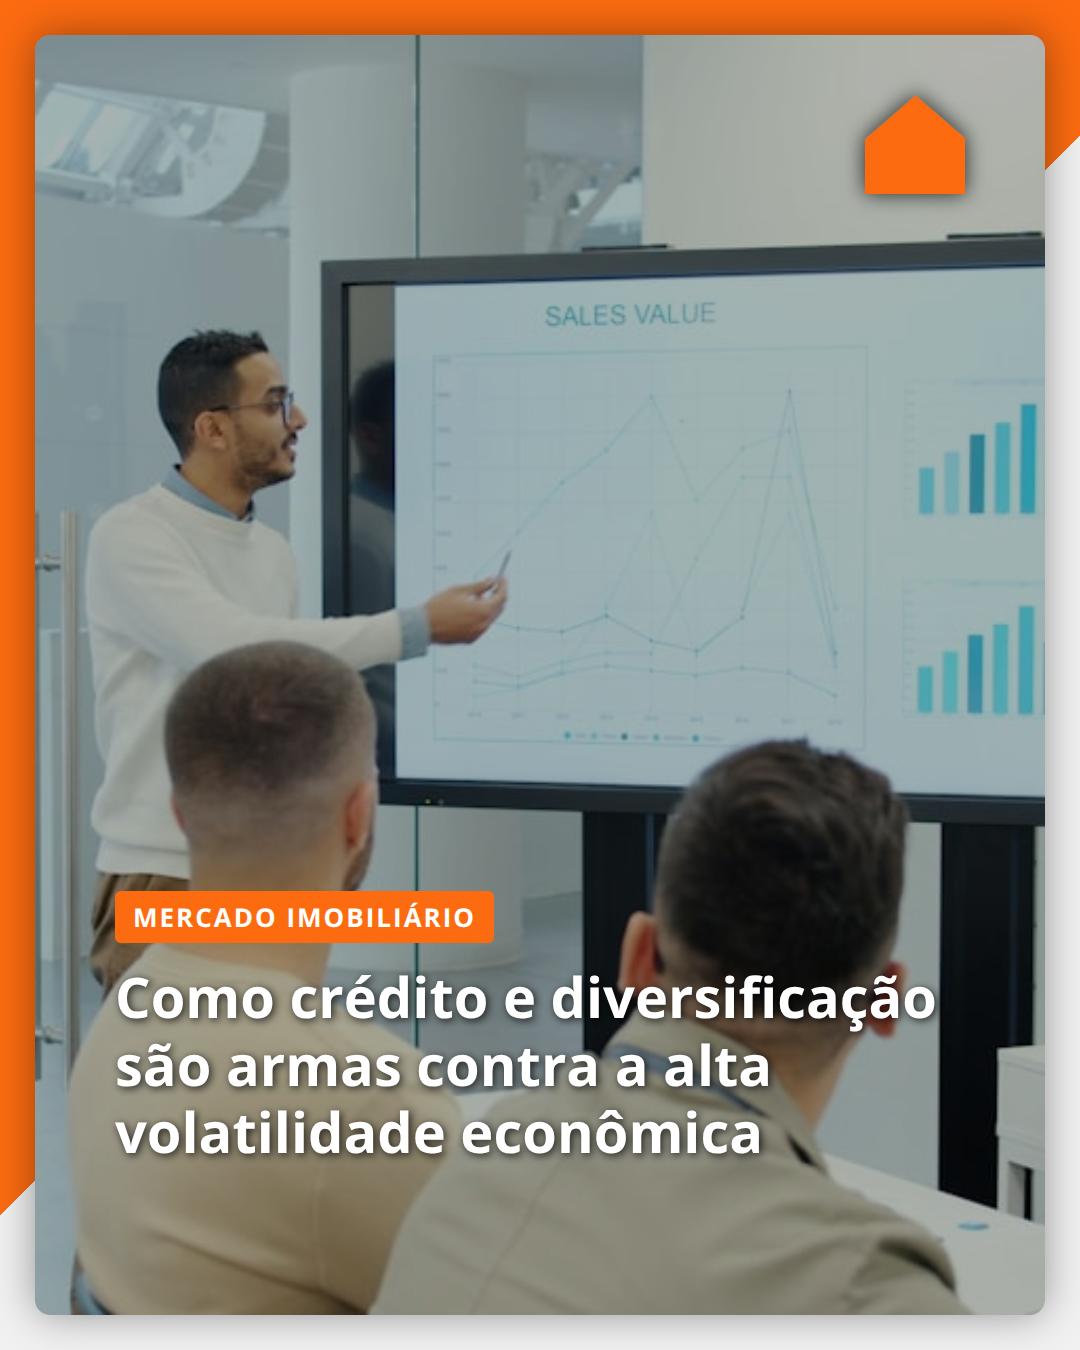 SALES VALUE
MERCADO IMOBILIÁRIO
Como crédito e diversificação
são armas contra a alta
volatilidade econômica